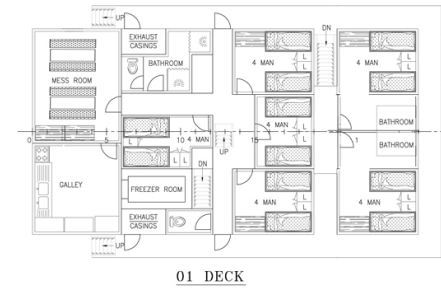 UP
EXHAUST
CASINGS
DN
BATHROOM
4 MAN
L
L
4 MAN
L
L
MESS ROOM
BATHROOM
4 MAN
L
L
0
5
10
4 MAN
15
1
BATHROOM
L
UP
L
L
DN
GALLEY
FREEZER ROOM
4 MAN
L
L
4 MAN
L
L
EXHAUST
CASINGS
UP
01 DECK